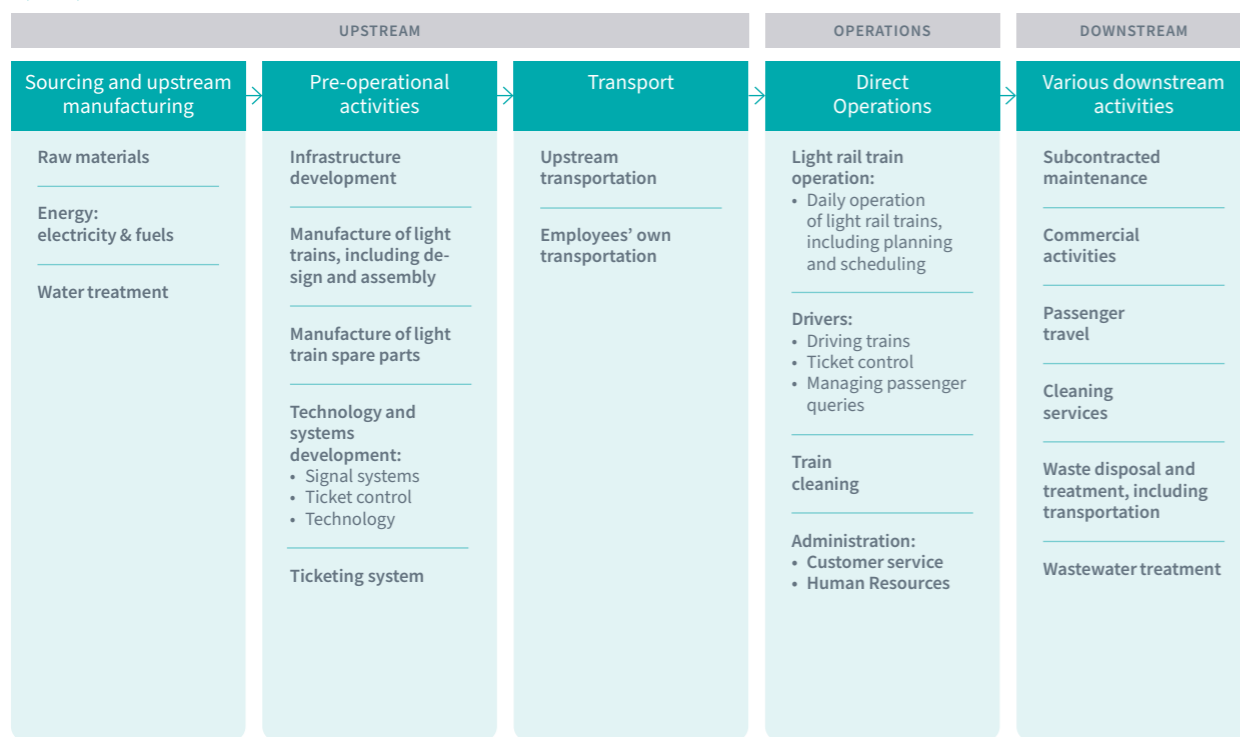 UPSTREAM
OPERATIONS
DOWNSTREAM
Sourcing and upstream
manufacturing
Pre-operational
activities
Transport
Direct
Operations
Various downstream
activities
Raw materials
Energy:
electricity & fuels
Water treatment
Infrastructure
development
Manufacture of light
trains, including de-
sign and assembly
Manufacture of light
train spare parts
Technology and
systems
development:
• Signal systems
• Ticket control
• Technology
Ticketing system
Upstream
transportation
Employees’ own
transportation
Light rail train
operation:
• Daily operation
of light rail trains,
including planning
and scheduling
Drivers:
• Driving trains
• Ticket control
• Managing passenger
queries
Train
cleaning
Administration:
• Customer service
• Human Resources
Subcontracted
maintenance
Commercial
activities
Passenger
travel
Cleaning
services
Waste disposal and
treatment, including
transportation
Wastewater treatment